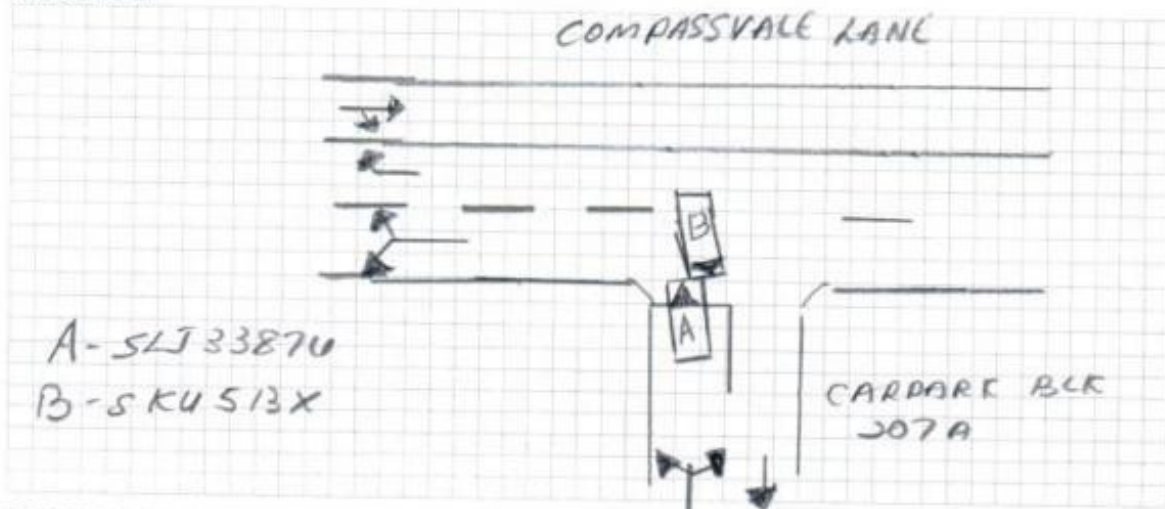 COMPASSVALE LANE
B
A
A - SLJ3387U
B - SKU513X
CARPARK BLK
207A